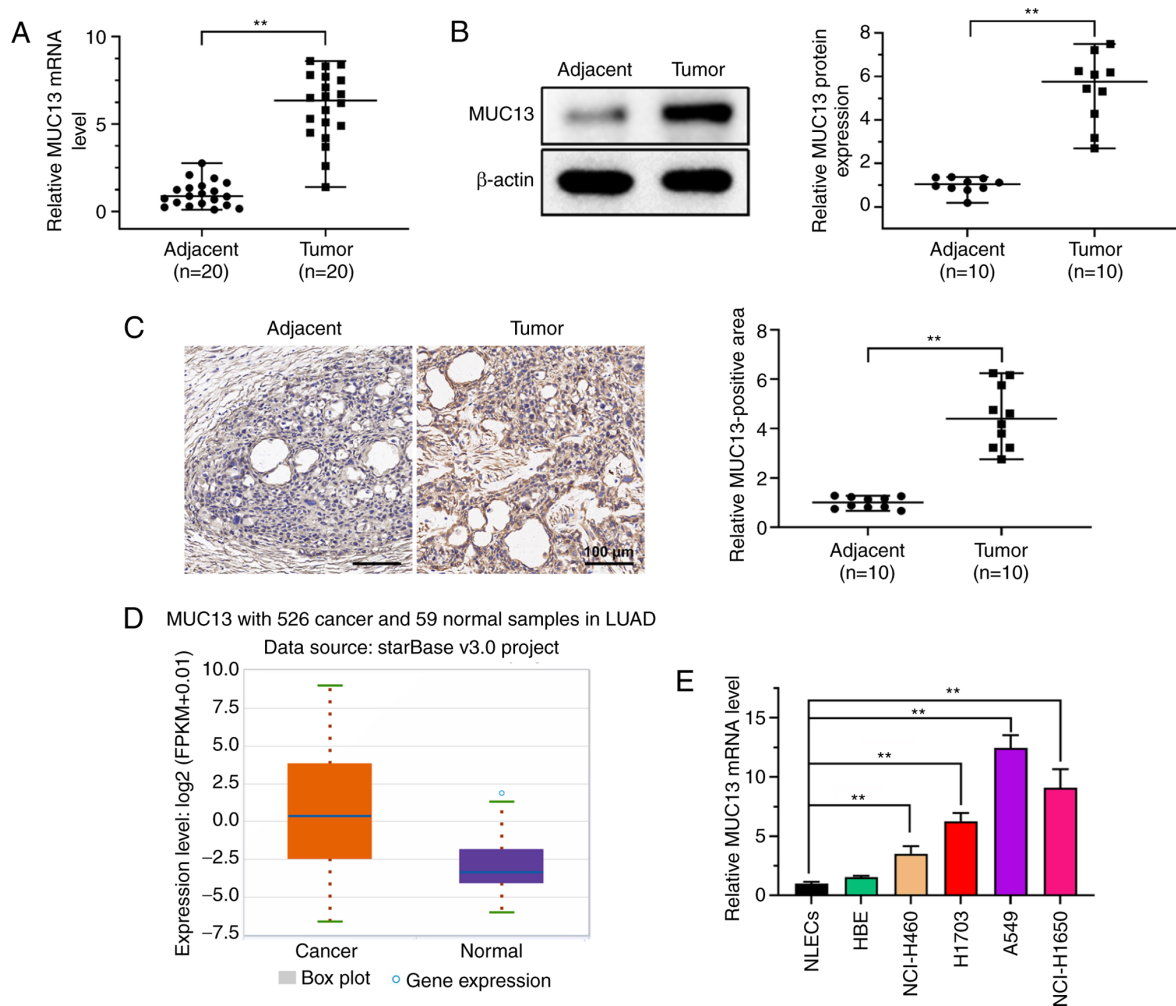 A
Relative MUC13 mRNA
level
10
5
0
**
Adjacent
(n=20)
Tumor
(n=20)
B
Adjacent
Tumor
MUC13
β-actin
Relative MUC13 protein
expression
8
6
4
2
0
**
Adjacent
(n=10)
Tumor
(n=10)
C
Adjacent
Tumor
100 μm
Relative MUC13-positive area
8
6
4
2
0
**
Adjacent
(n=10)
Tumor
(n=10)
D
MUC13 with 526 cancer and 59 normal samples in LUAD
Data source: starBase v3.0 project
Expression level: log2 (FPKM+0.01)
10.0
7.5
5.0
2.5
0.0
−2.5
−5.0
−7.5
Cancer
Normal
Box plot
Gene expression
E
Relative MUC13 mRNA level
15
10
5
0
**
**
**
**
NLECs
HBE
NCI-H460
H1703
A549
NCI-H1650